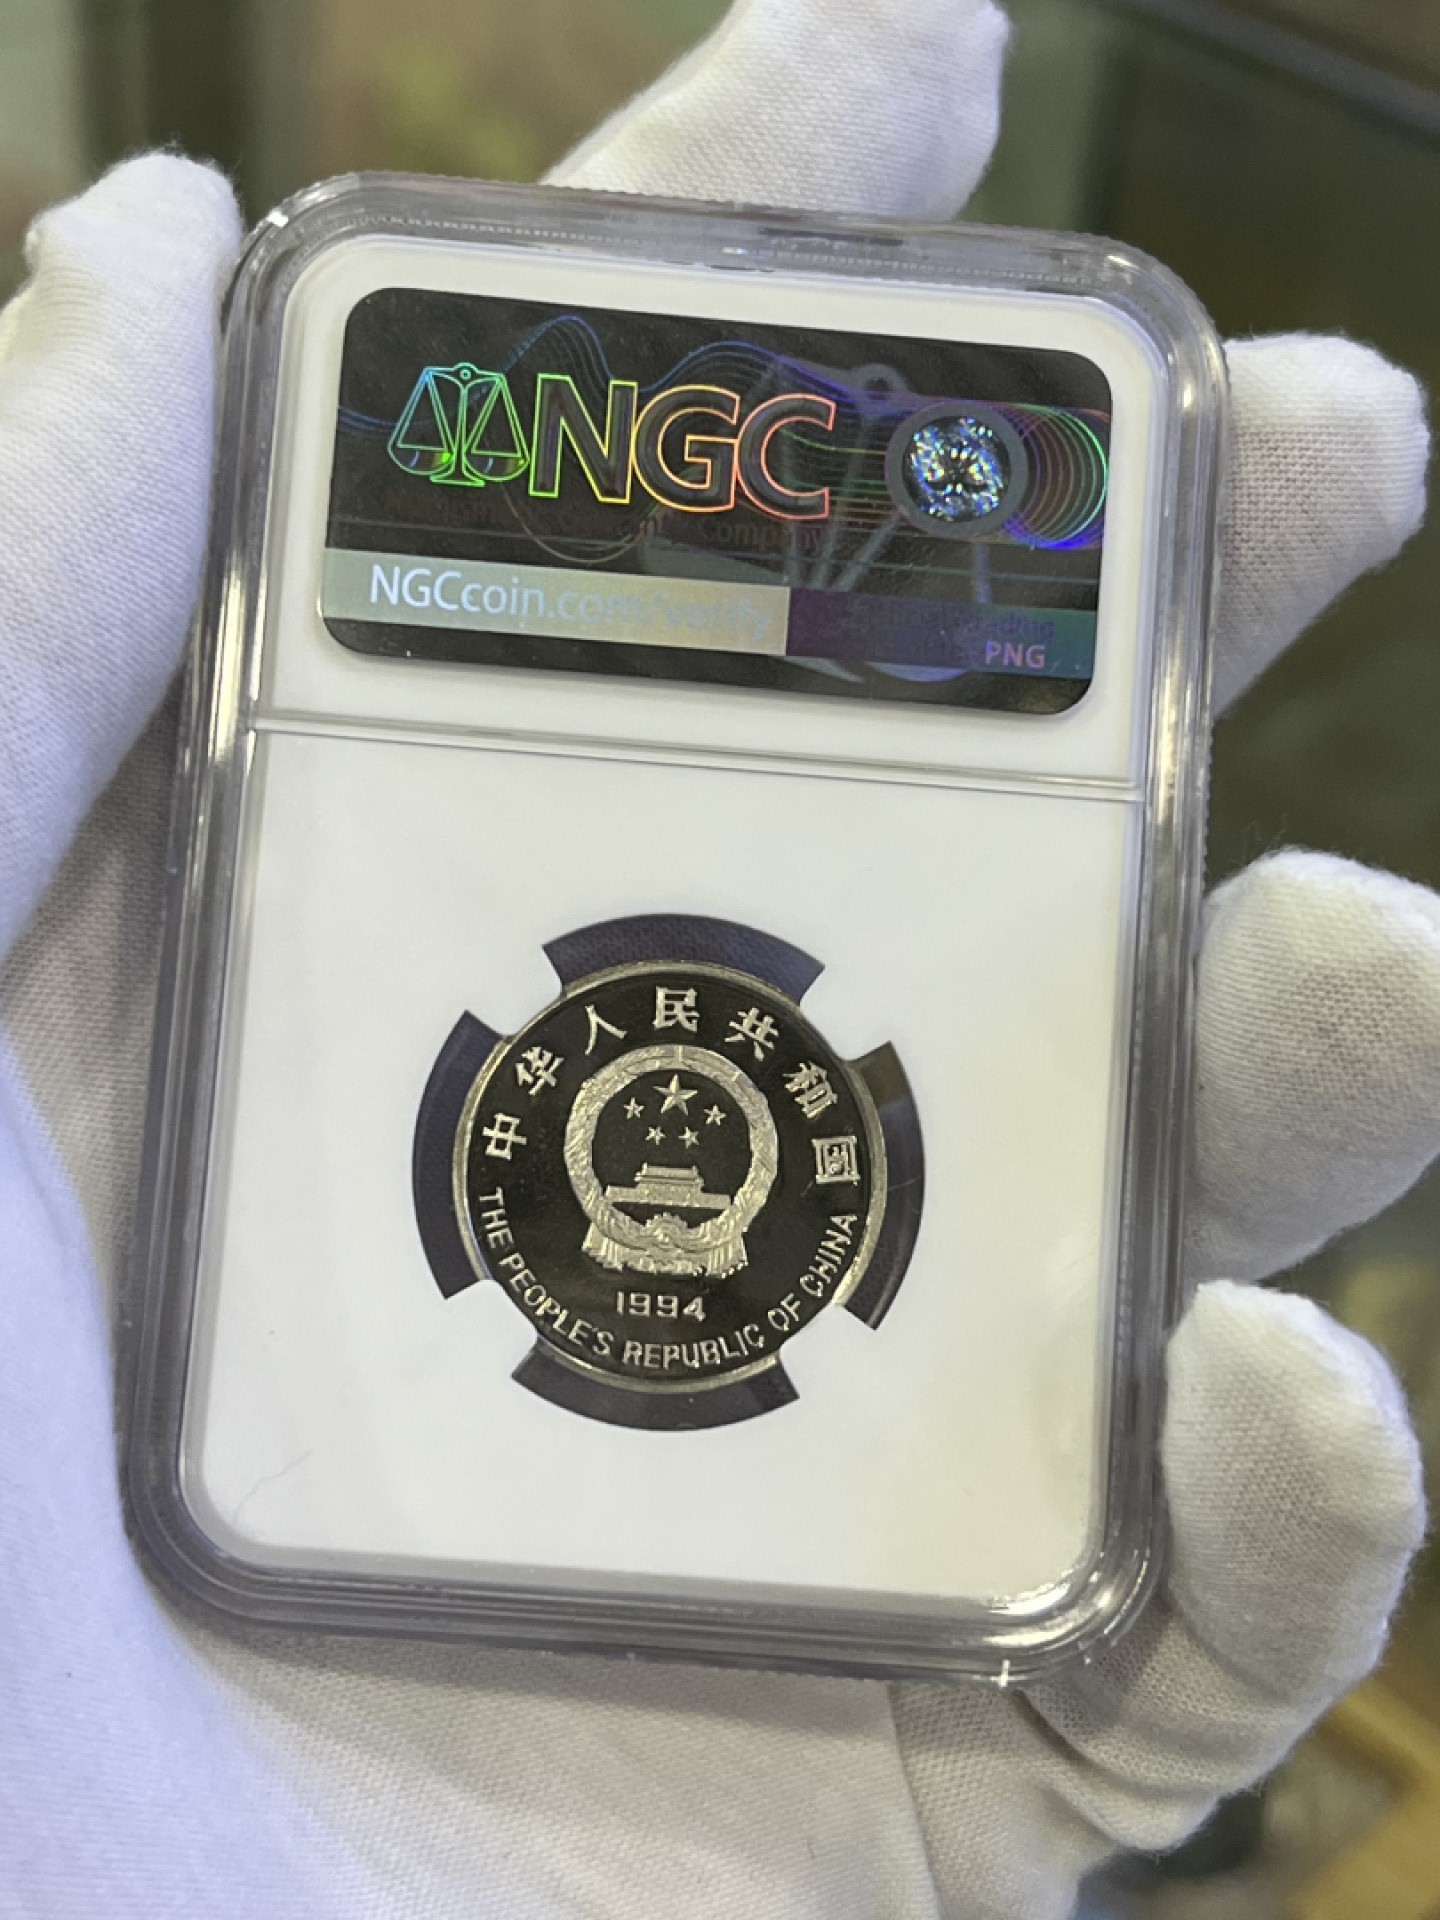 NGC
NGCcoin.com/verify
PNG
中华人民共和国
1994
THE PEOPLE'S REPUBLIC OF CHINA